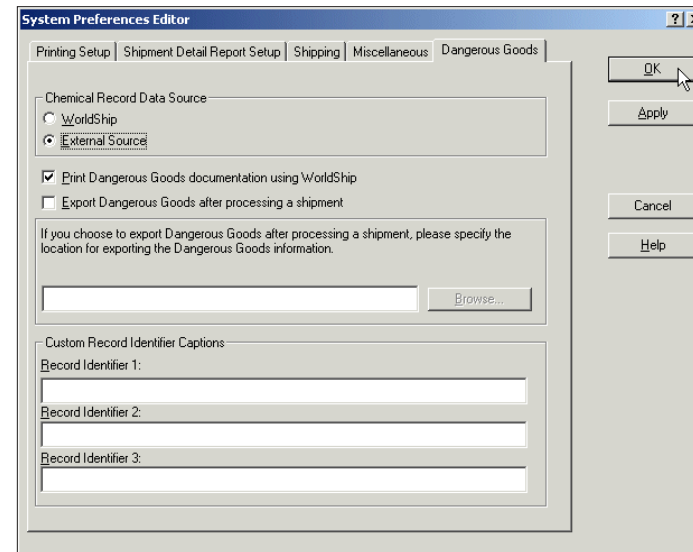 System Preferences Editor
Printing Setup Shipment Detail Report Setup Shipping Miscellaneous Dangerous Goods
OK
Chemical Record Data Source
WorldShip
Apply
External Source
Print Dangerous Goods documentation using WorldShip
Export Dangerous Goods after processing a shipment
Cancel
If you choose to export Dangerous Goods after processing a shipment, please specify the
location for exporting the Dangerous Goods information.
Help
Browse...
Custom Record Identifier Captions
Record Identifier 1:
Record Identifier 2:
Record Identifier 3: